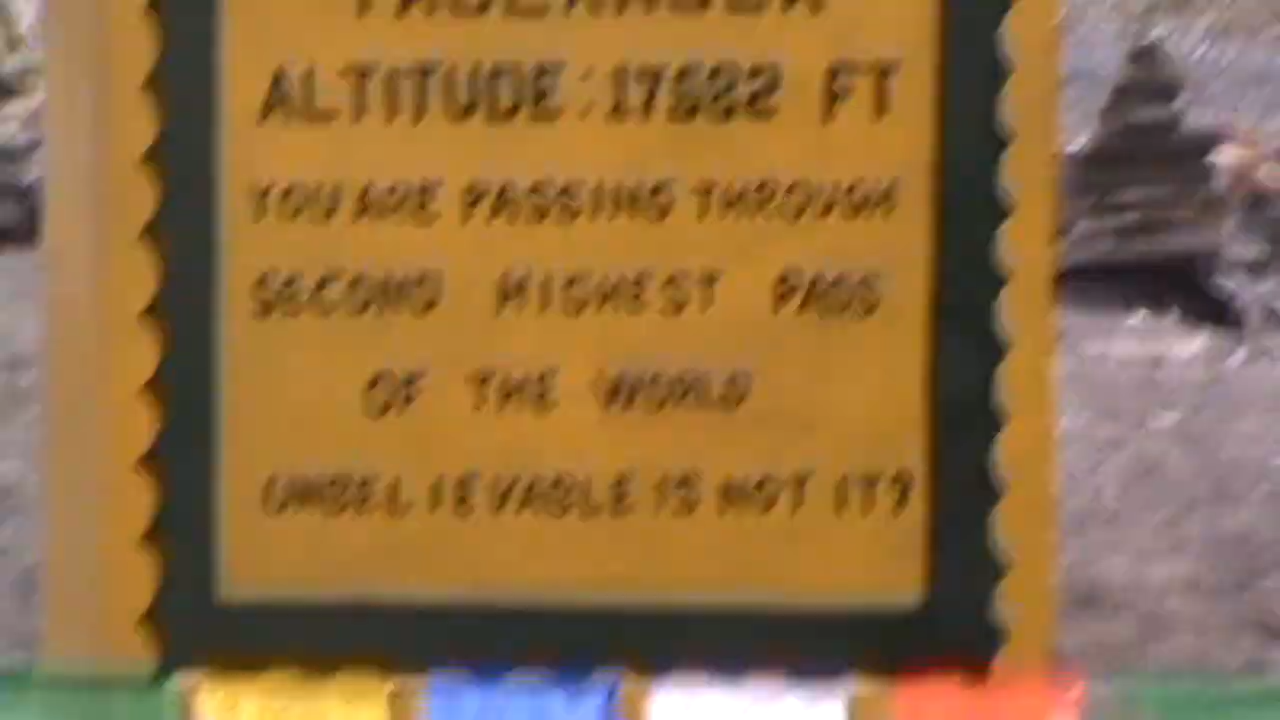 ALTITUDE:17582 FT
YOU ARE PASSING THROUGH
SECOND HIGHEST PASS
OF THE WORLD
UNBELIEVABLE IS NOT IT?